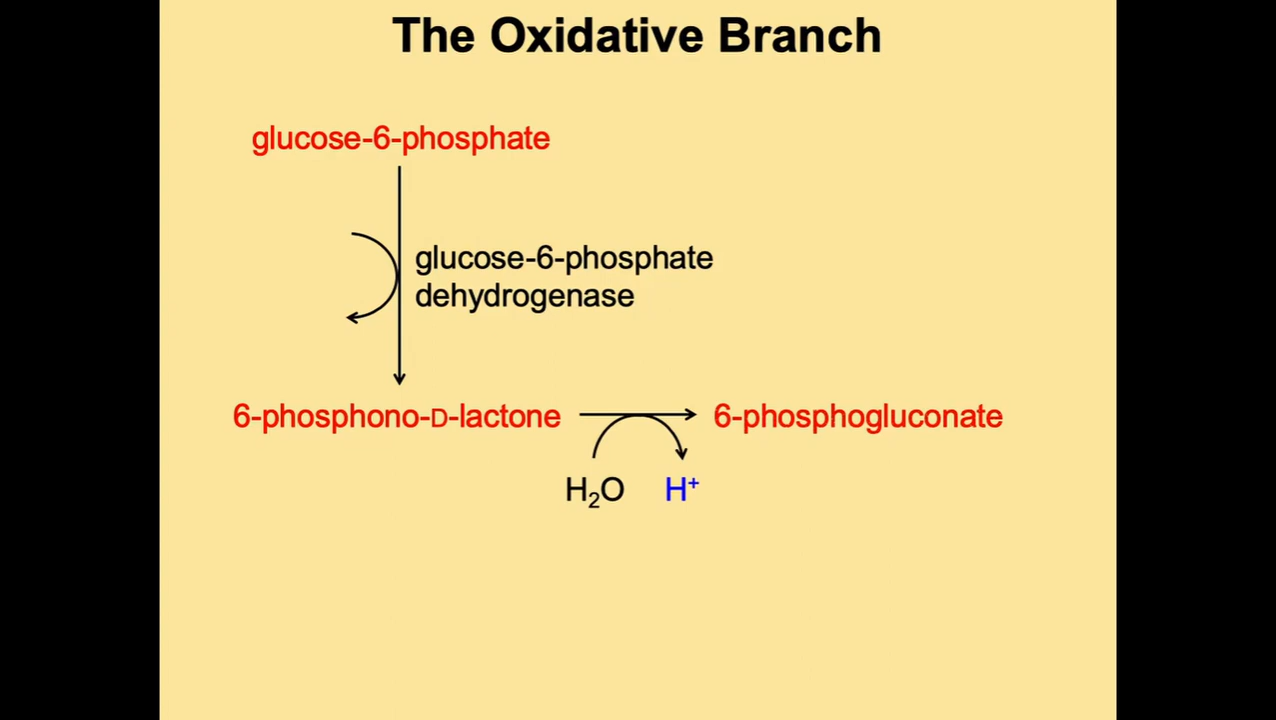 The Oxidative Branch
glucose-6-phosphate
glucose-6-phosphate
dehydrogenase
6-phosphono-D-lactone
6-phosphogluconate
H₂O
H⁺